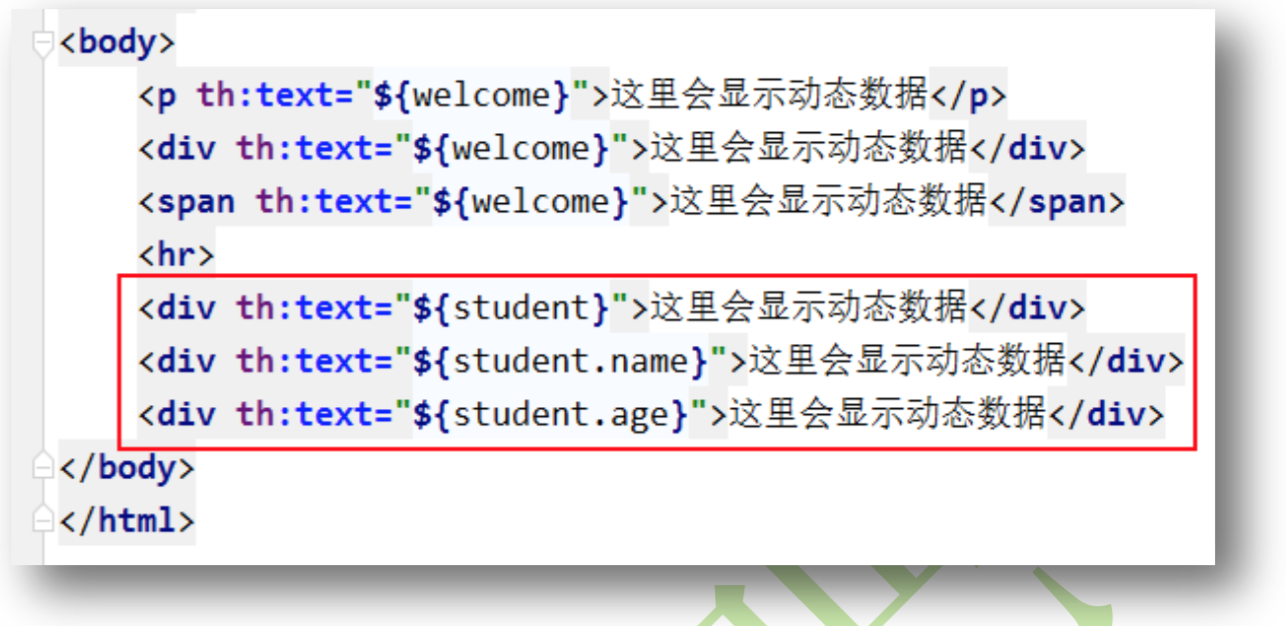 <body>
<p th:text="${welcome}">这里会显示动态数据</p>
<div th:text="${welcome}">这里会显示动态数据</div>
<span th:text="${welcome}">这里会显示动态数据</span>
<hr>
<div th:text="${student}">这里会显示动态数据</div>
<div th:text="${student.name}">这里会显示动态数据</div>
<div th:text="${student.age}">这里会显示动态数据</div>
</body>
</html>